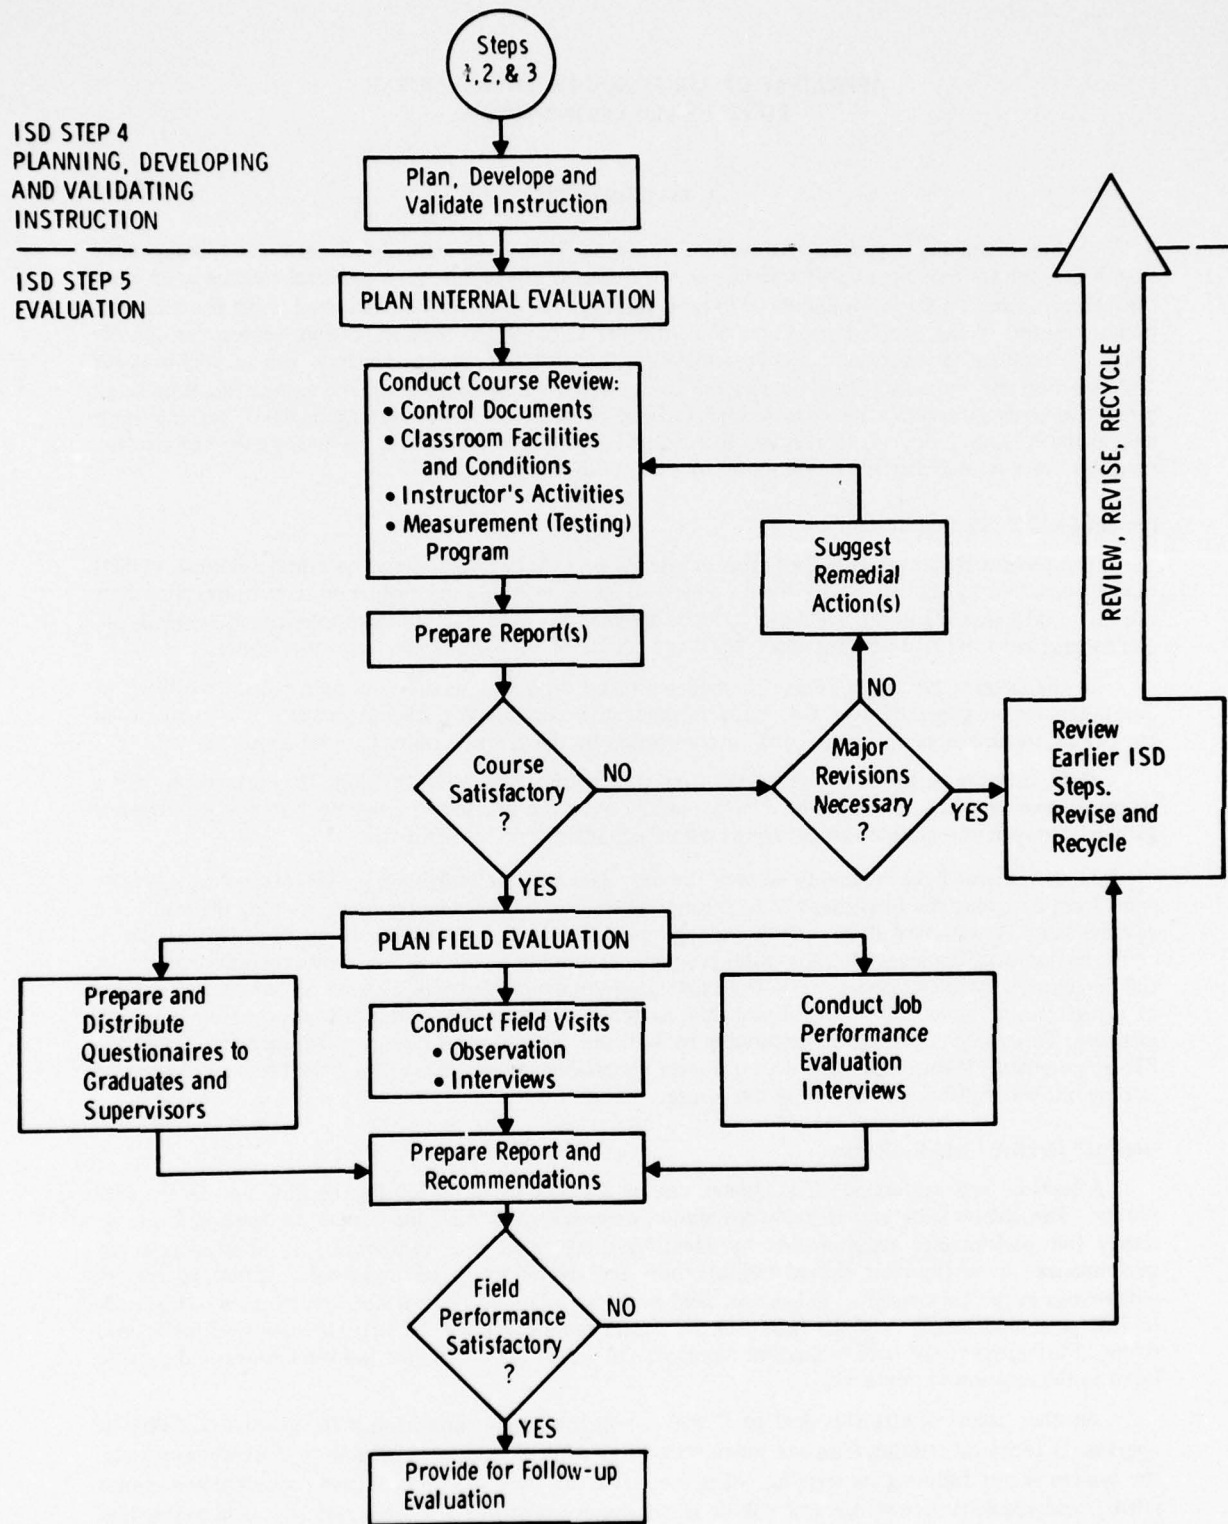 Steps
1, 2, & 3
ISD STEP 4
PLANNING, DEVELOPING
AND VALIDATING
INSTRUCTION
Plan, Develope and
Validate Instruction
ISD STEP 5
EVALUATION
PLAN INTERNAL EVALUATION
Conduct Course Review:
• Control Documents
• Classroom Facilities
and Conditions
• Instructor's Activities
• Measurement (Testing)
Program
Prepare Report(s)
Suggest
Remedial
Action(s)
REVIEW, REVISE, RECYCLE
Course
Satisfactory
?
NO
Major
Revisions
Necessary
?
NO
YES
Review
Earlier ISD
Steps.
Revise and
Recycle
YES
PLAN FIELD EVALUATION
Prepare and
Distribute
Questionaires to
Graduates and
Supervisors
Conduct Field Visits
• Observation
• Interviews
Conduct Job
Performance
Evaluation
Interviews
Prepare Report and
Recommendations
Field
Performance
Satisfactory
?
NO
YES
Provide for Follow-up
Evaluation